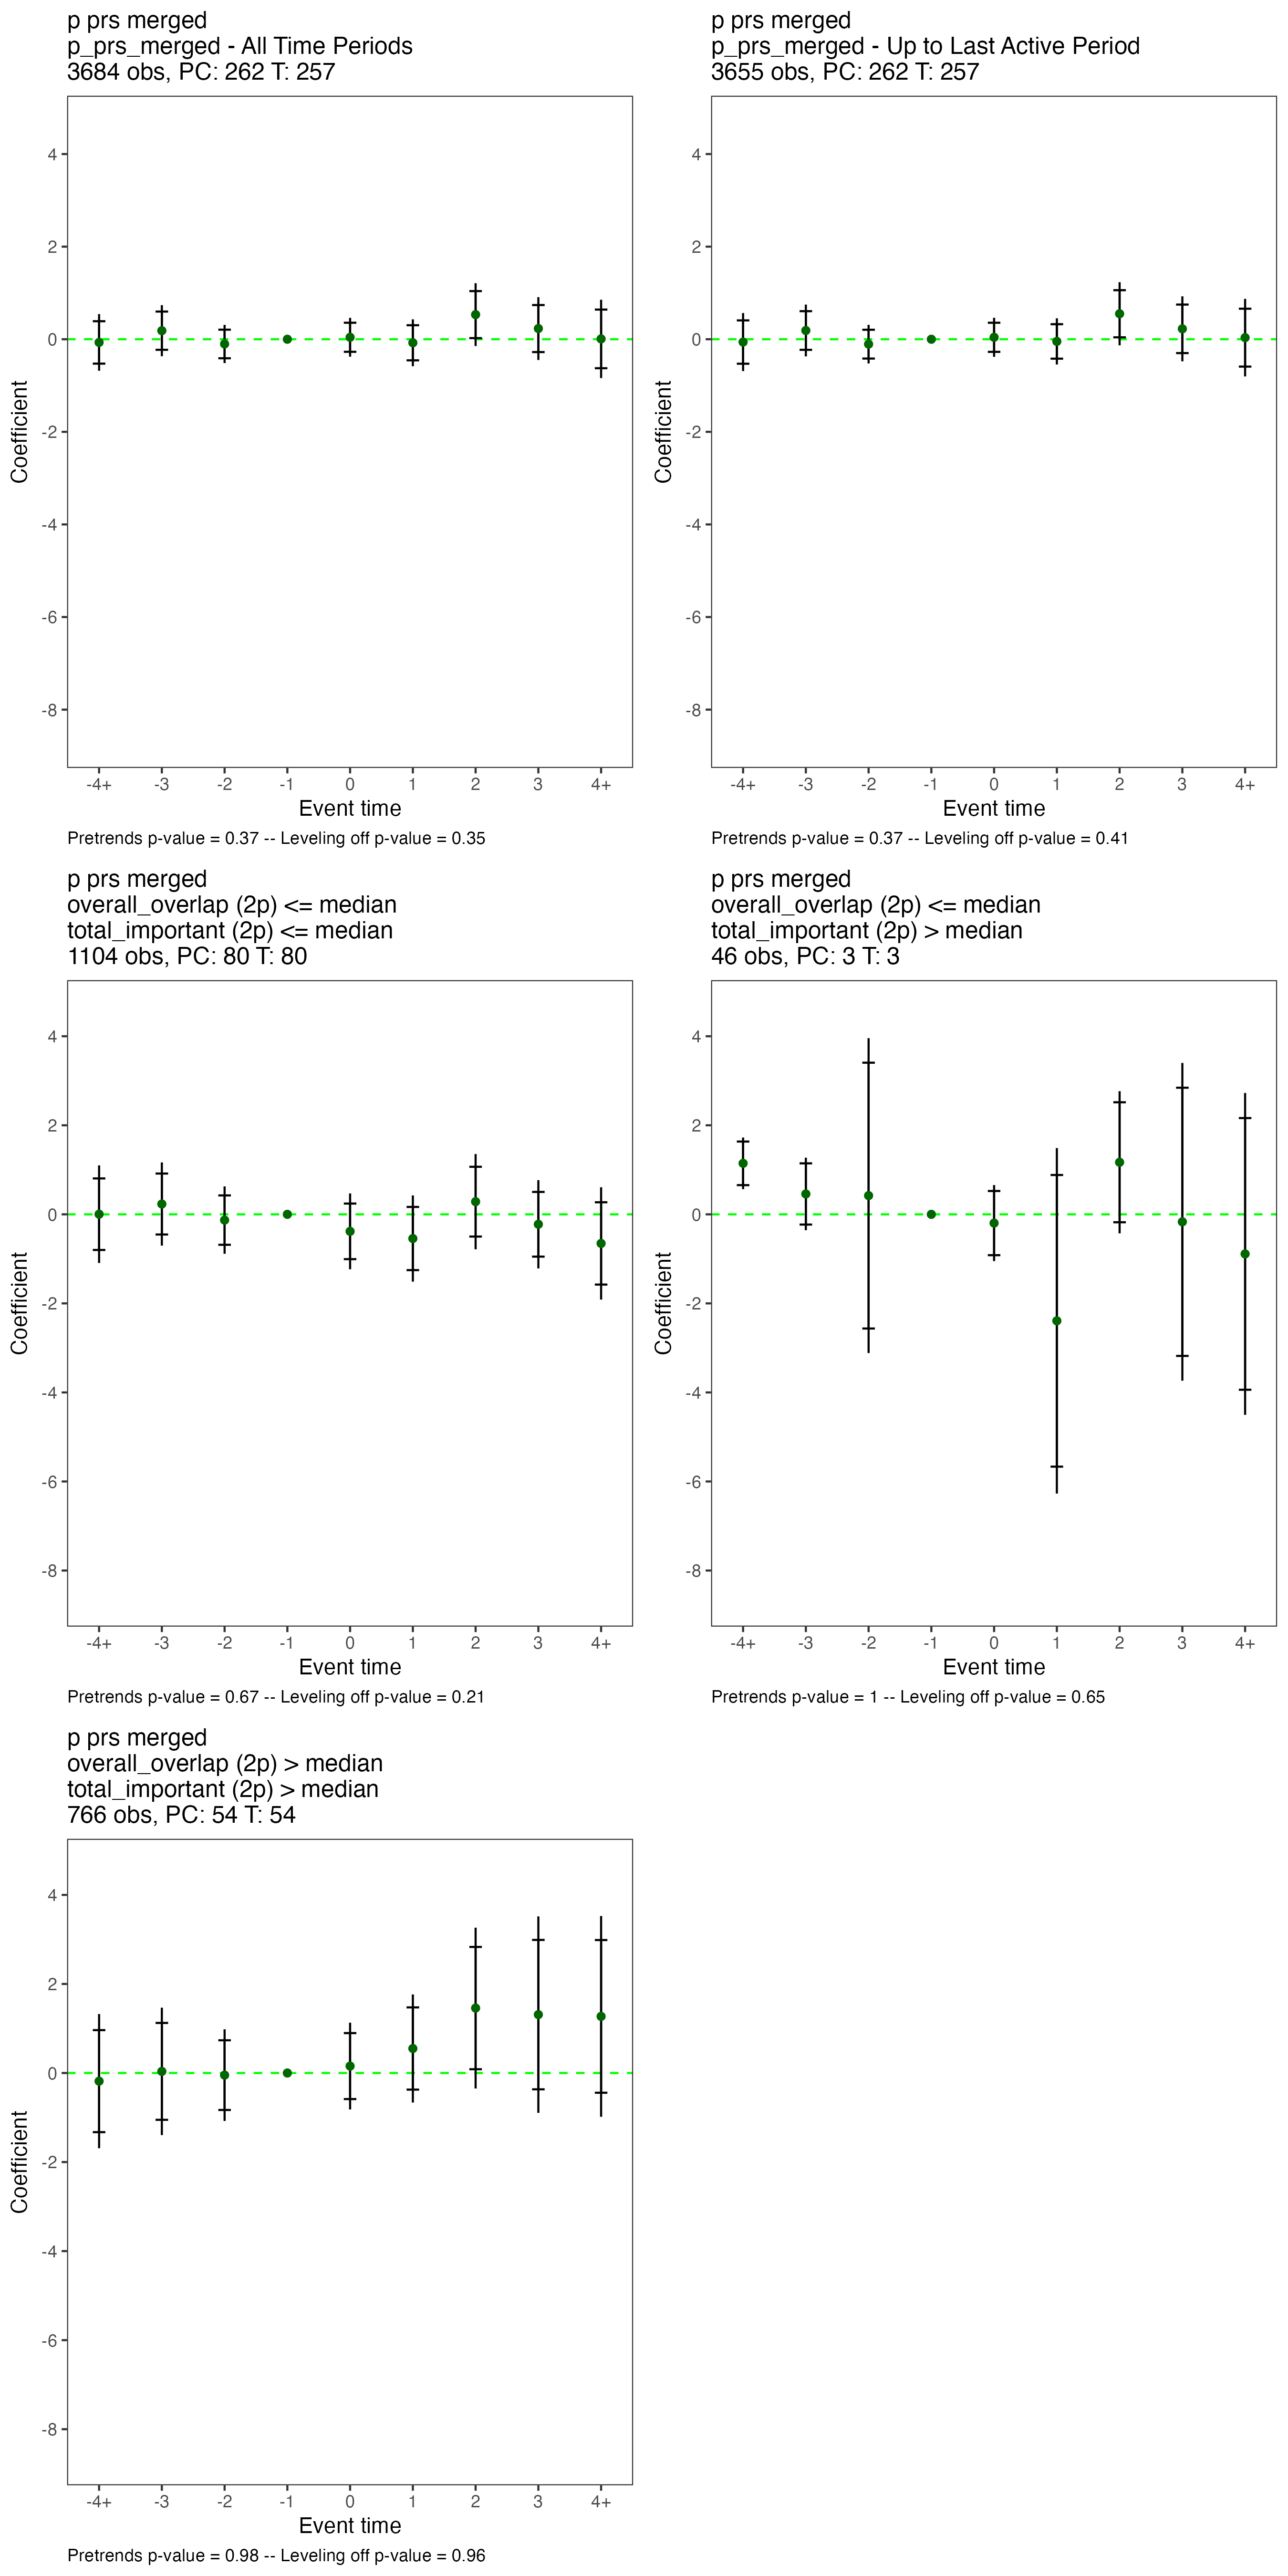 p prs merged
p_prs_merged - All Time Periods
3684 obs, PC: 262 T: 257
4
2
0
-2
-4
-6
-8
Coefficient
-4+ -3 -2 -1 0 1 2 3 4+
Event time
Pretrends p-value = 0.37 -- Leveling off p-value = 0.35
p prs merged
p_prs_merged - Up to Last Active Period
3655 obs, PC: 262 T: 257
4
2
0
-2
-4
-6
-8
Coefficient
-4+ -3 -2 -1 0 1 2 3 4+
Event time
Pretrends p-value = 0.37 -- Leveling off p-value = 0.41
p prs merged
overall_overlap (2p) <= median
total_important (2p) <= median
1104 obs, PC: 80 T: 80
4
2
0
-2
-4
-6
-8
Coefficient
-4+ -3 -2 -1 0 1 2 3 4+
Event time
Pretrends p-value = 0.67 -- Leveling off p-value = 0.21
p prs merged
overall_overlap (2p) <= median
total_important (2p) > median
46 obs, PC: 3 T: 3
4
2
0
-2
-4
-6
-8
Coefficient
-4+ -3 -2 -1 0 1 2 3 4+
Event time
Pretrends p-value = 1 -- Leveling off p-value = 0.65
p prs merged
overall_overlap (2p) > median
total_important (2p) > median
766 obs, PC: 54 T: 54
4
2
0
-2
-4
-6
-8
Coefficient
-4+ -3 -2 -1 0 1 2 3 4+
Event time
Pretrends p-value = 0.98 -- Leveling off p-value = 0.96